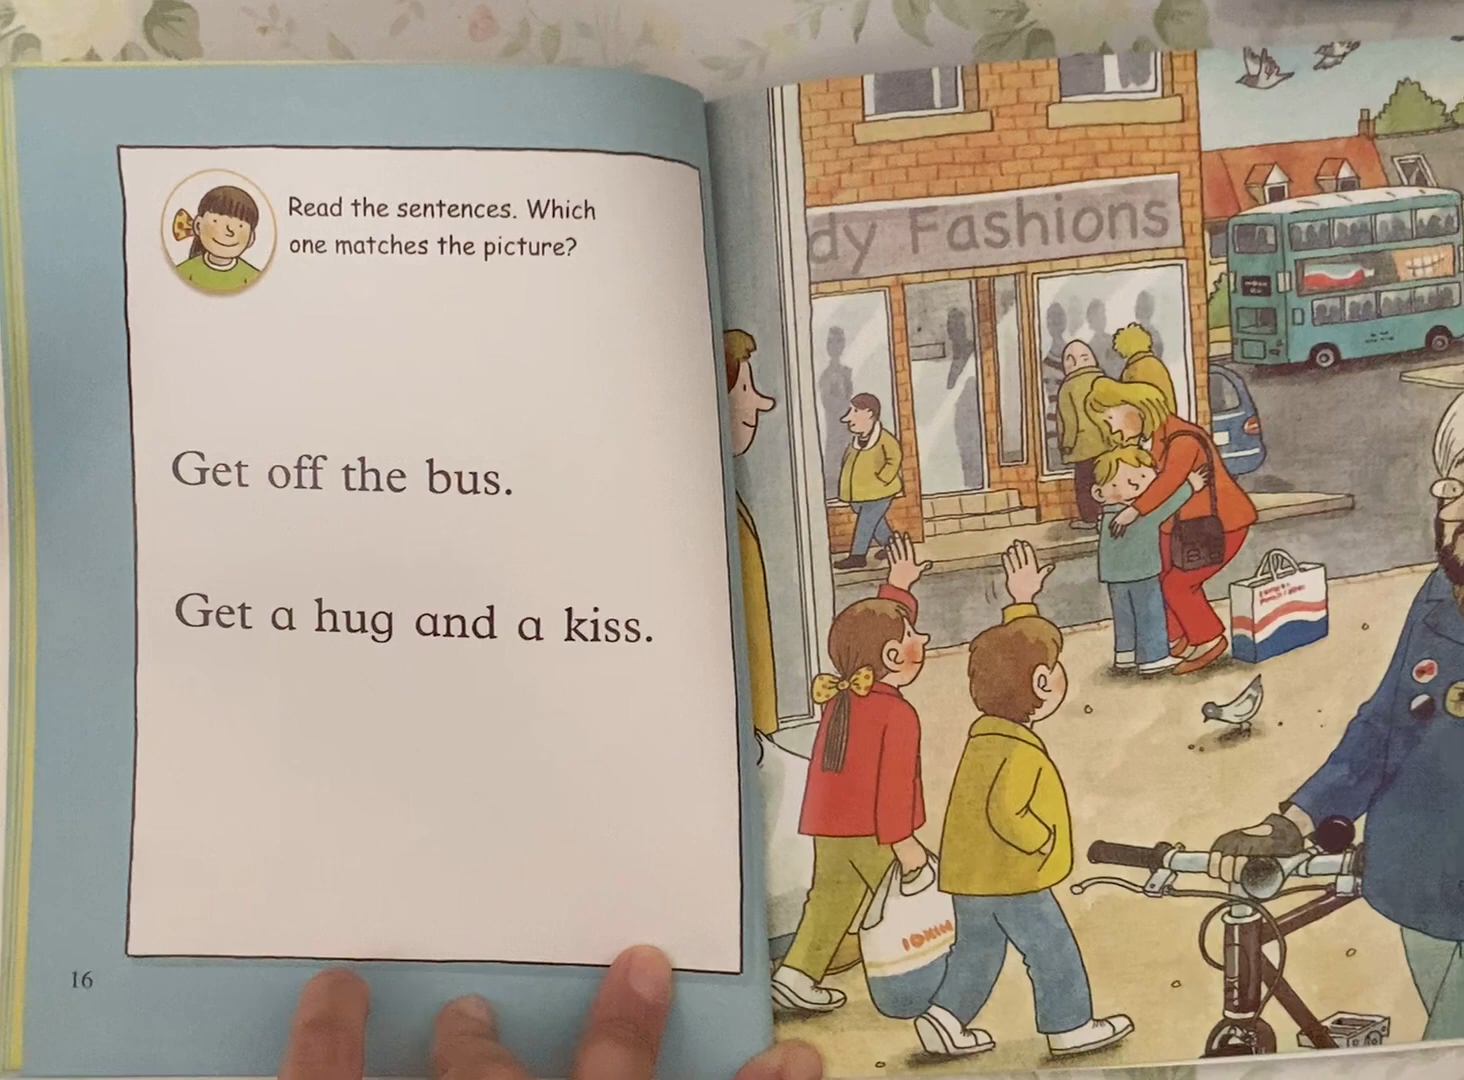 Read the sentences. Which
one matches the picture?
Get off the bus.
Get a hug and a kiss.
16
dy Fashions